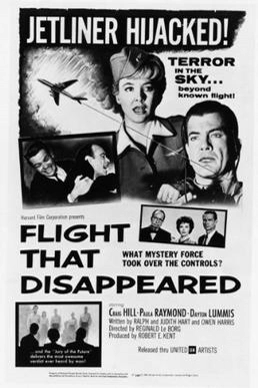 JETLINER HIJACKED!
TERROR
IN THE
SKY...
beyond
known flight!
Harvard Film Corporation presents
FLIGHT
THAT
DISAPPEARED
WHAT MYSTERY FORCE
TOOK OVER THE CONTROLS?
starring
CRAIG HILL • PAULA RAYMOND • DAYTON LUMMIS
Written by RALPH and JUDITH HART and OWEN HARRIS
Directed by REGINALD Le BORG
Produced by ROBERT E. KENT
Released thru UNITED UA ARTISTS
and the "Jury of the Future"
delivers the most awesome
verdict ever heard by man!